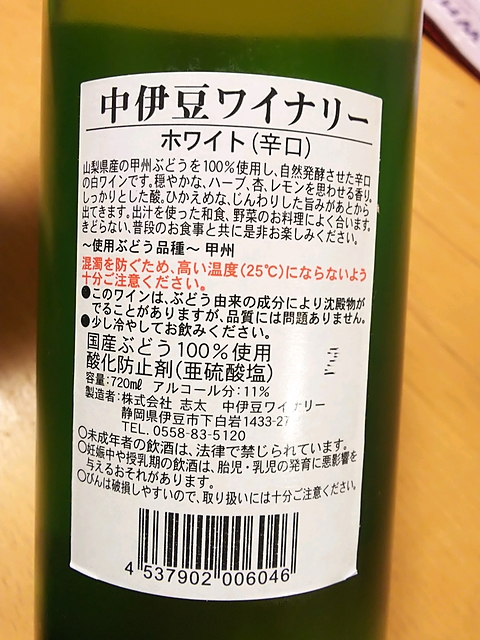 中伊豆ワイナリー
ホワイト(辛口)
山梨県産の甲州ぶどうを100%使用し、自然発酵させた辛口
の白ワインです。穏やかな、ハーブ、杏、レモンを思わせる香り。
しっかりとした酸。ひかえめな、じんわりした旨みがあとから
出てきます。出汁を使った和食、野菜のお料理によく合います。
きどらない、普段のお食事と共に是非お楽しみください。
~使用ぶどう品種~ 甲州
混濁を防ぐため、高い温度(25℃)にならないよう
十分ご注意ください。
●このワインは、ぶどう由来の成分により沈殿物が
でることがありますが、品質には問題ありません。
●少し冷やしてお飲みください。
国産ぶどう100%使用
酸化防止剤(亜硫酸塩)
容量:720mℓ アルコール分:11%
製造者:株式会社 志太 中伊豆ワイナリー
静岡県伊豆市下白岩1433-27
TEL. 0558-83-5120
○未成年者の飲酒は、法律で禁じられています。
○妊娠中や授乳期の飲酒は、胎児・乳児の発育に悪影響を
与えるおそれがあります。
○びんは破損しやすいので、取り扱いには十分ご注意ください。
4 537902 006046